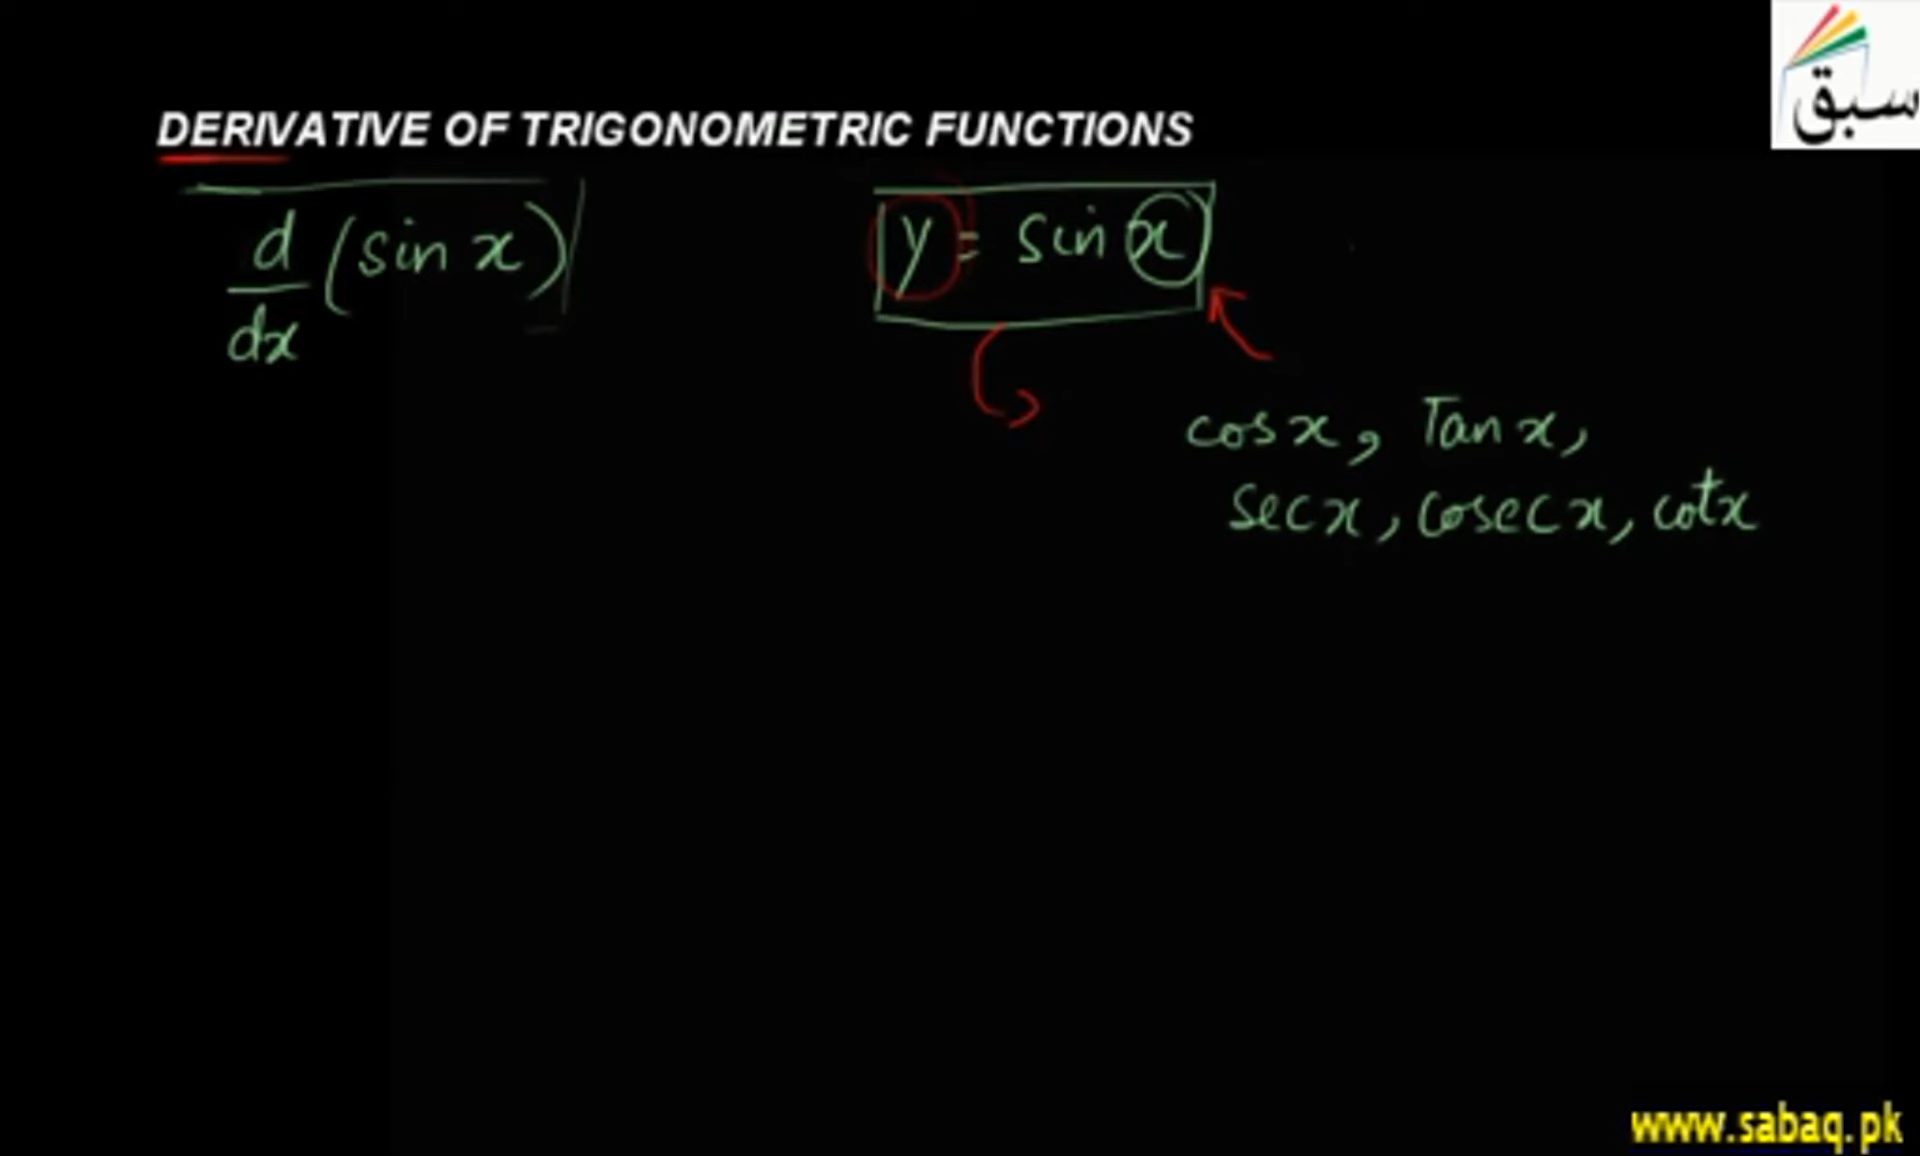 سبق
DERIVATIVE OF TRIGONOMETRIC FUNCTIONS
d/dx (sin x)
y = sin x
cos x, Tan x,
sec x, cosec x, cot x
www.sabaq.pk